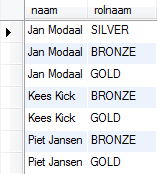 naam rolnaam
Jan Modaal SILVER
Jan Modaal BRONZE
Jan Modaal GOLD
Kees Kick BRONZE
Kees Kick GOLD
Piet Jansen BRONZE
Piet Jansen GOLD